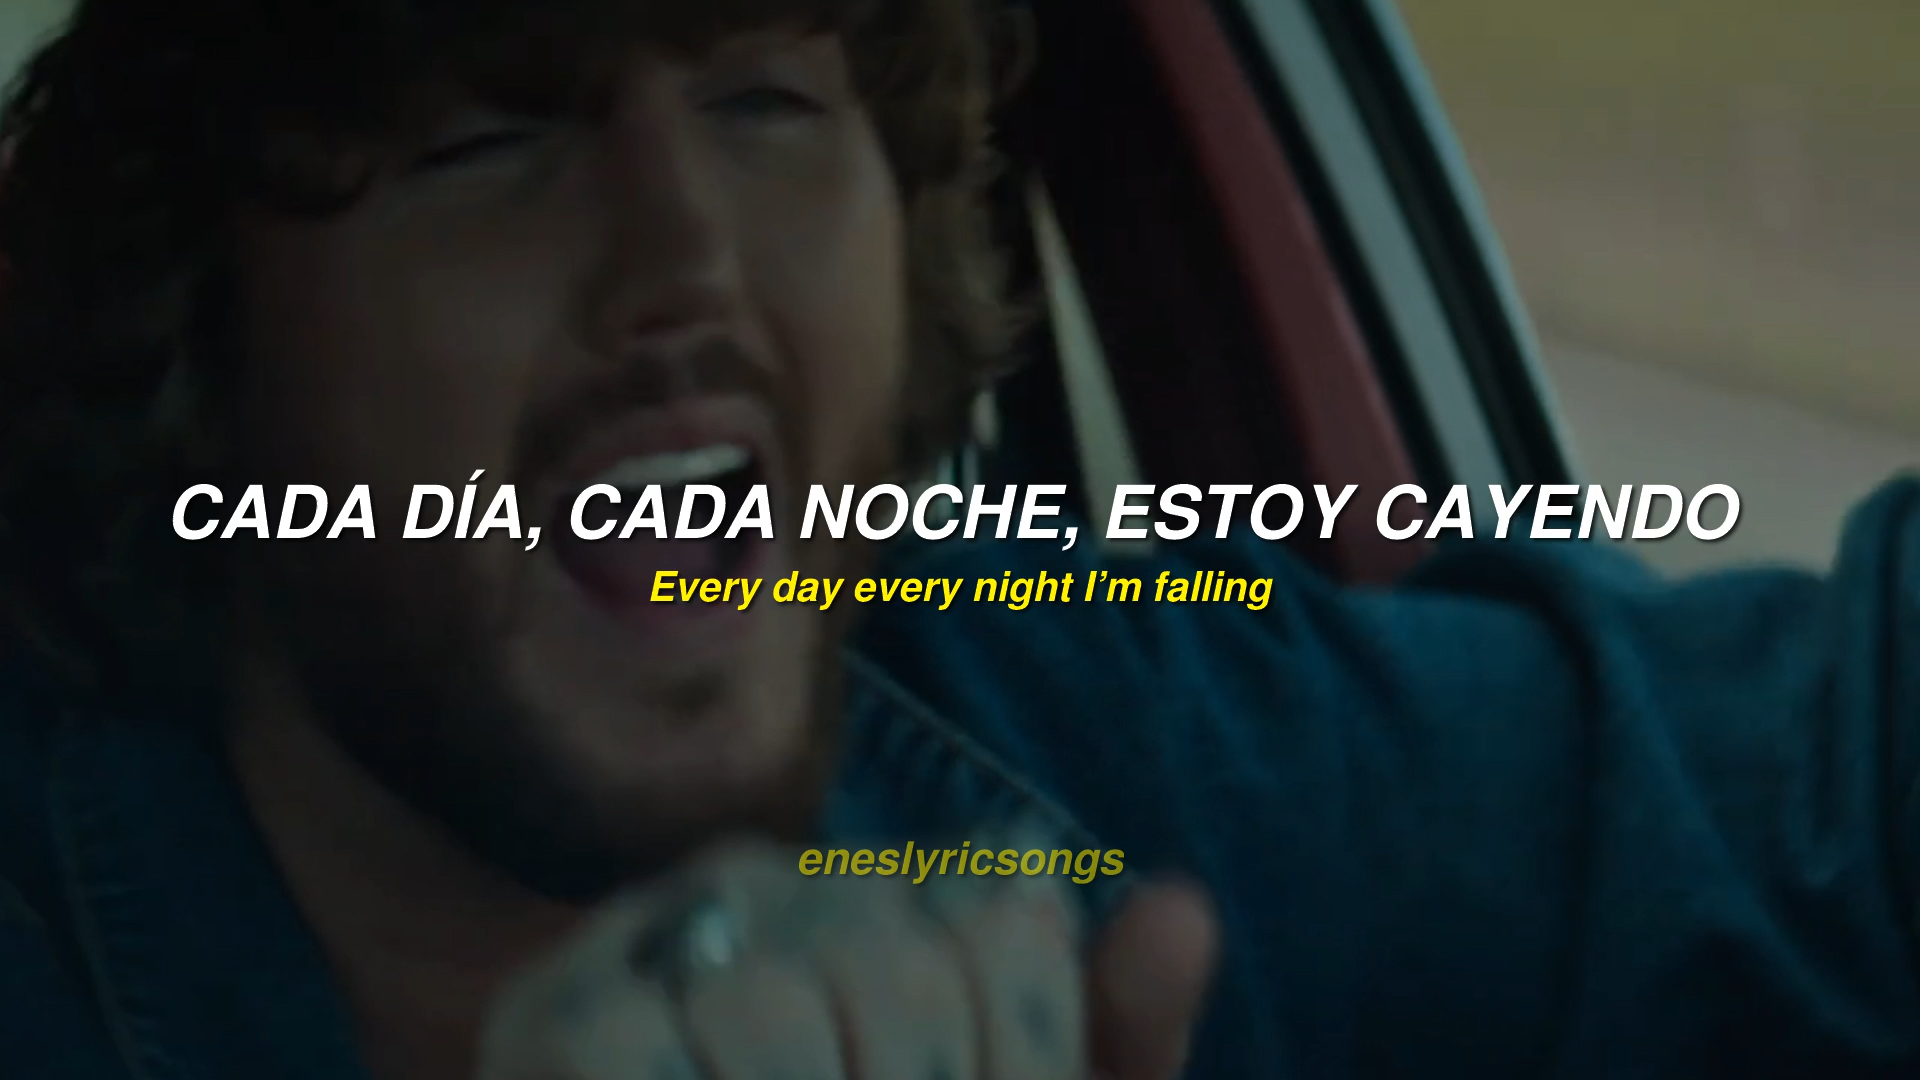 CADA DÍA, CADA NOCHE, ESTOY CAYENDO
Every day every night I’m falling
eneslyricsongs